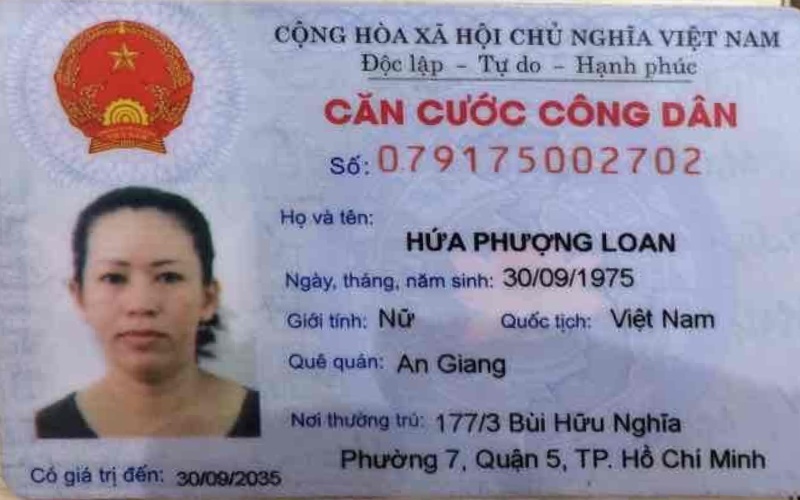 CỘNG HÒA XÃ HỘI CHỦ NGHĨA VIỆT NAM
Độc lập - Tự do - Hạnh phúc
CĂN CƯỚC CÔNG DÂN
Số: 079175002702
Họ và tên:
HỨA PHƯỢNG LOAN
Ngày, tháng, năm sinh: 30/09/1975
Giới tính: Nữ Quốc tịch: Việt Nam
Quê quán: An Giang
Nơi thường trú: 177/3 Bùi Hữu Nghĩa
Phường 7, Quận 5, TP. Hồ Chí Minh
Có giá trị đến: 30/09/2035